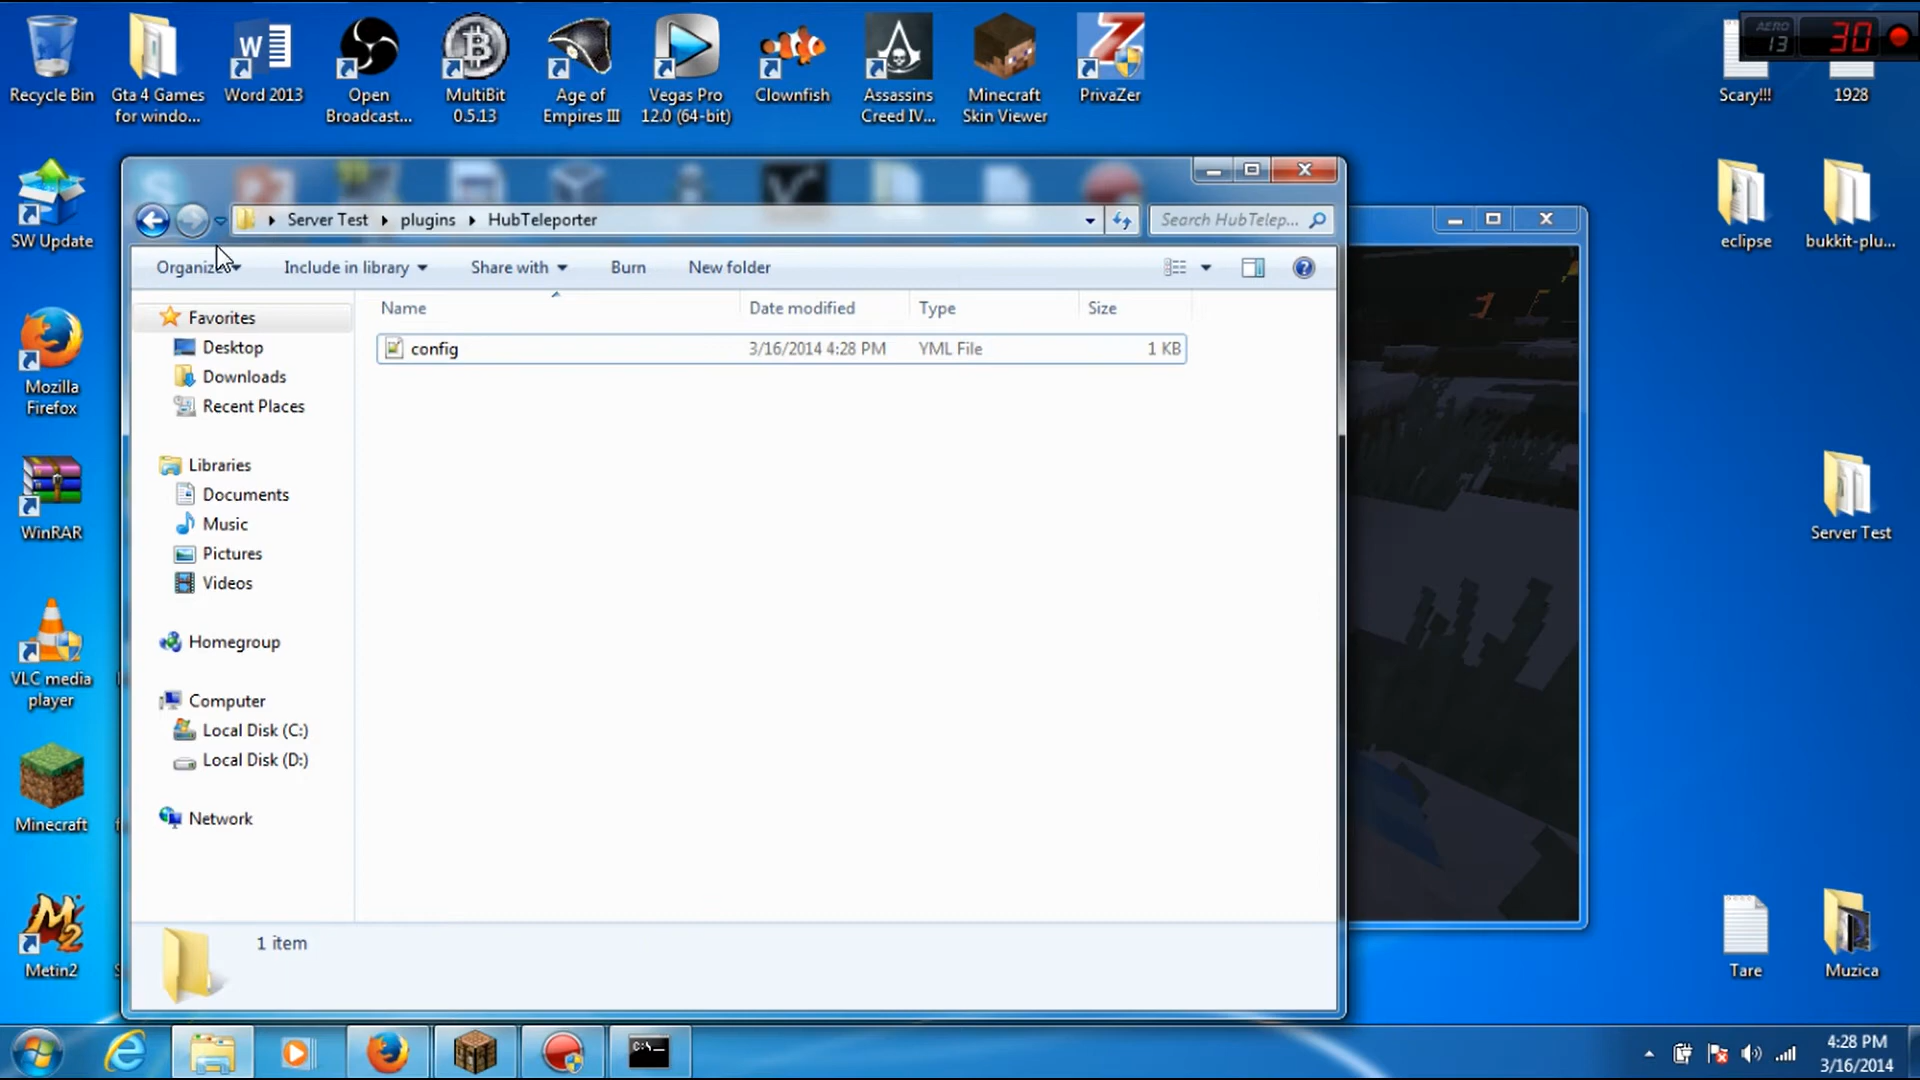 Recycle Bin
Gta 4 Games
for windo...
Word 2013
Open
Broadcast...
MultiBit
0.5.13
Age of
Empires III
Vegas Pro
12.0 (64-bit)
Clownfish
Assassins
Creed IV...
Minecraft
Skin Viewer
PrivaZer
AERO
13
30
Scary!!!
1928
SW Update
Mozilla
Firefox
WinRAR
VLC media
player
Minecraft
Metin2
Server Test
plugins
HubTeleporter
Search HubTelep...
Organize
Include in library
Share with
Burn
New folder
Name
Date modified
Type
Size
config
3/16/2014 4:28 PM
YML File
1 KB
Favorites
Desktop
Downloads
Recent Places
Libraries
Documents
Music
Pictures
Videos
Homegroup
Computer
Local Disk (C:)
Local Disk (D:)
Network
1 item
eclipse
bukkit-plu...
Server Test
Tare
Muzica
C:\
4:28 PM
3/16/2014